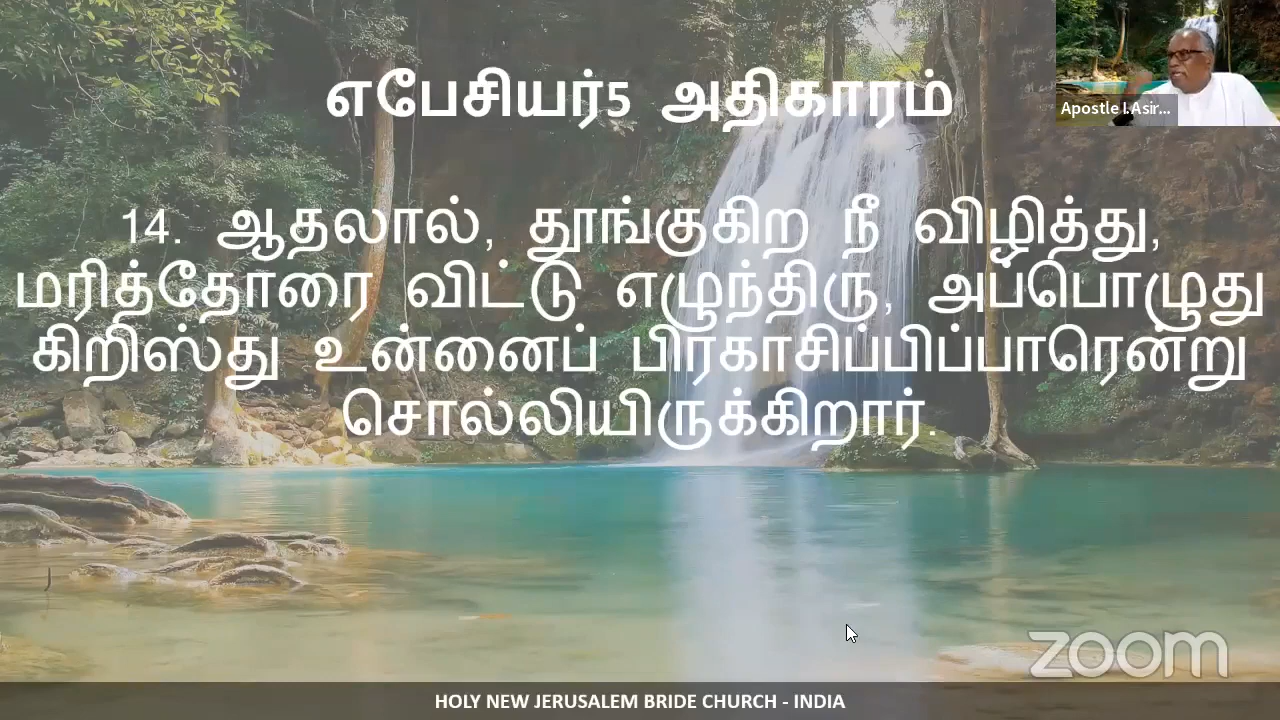 எபேசியர்5 அதிகாரம்
Apostle I.Asir...
14. ஆதலால், தூங்குகிற நீ விழித்து,
மரித்தோரை விட்டு எழுந்திரு, அப்பொழுது
கிறிஸ்து உன்னைப் பிரகாசிப்பிப்பாரென்று
சொல்லியிருக்கிறார்.
zoom
HOLY NEW JERUSALEM BRIDE CHURCH - INDIA